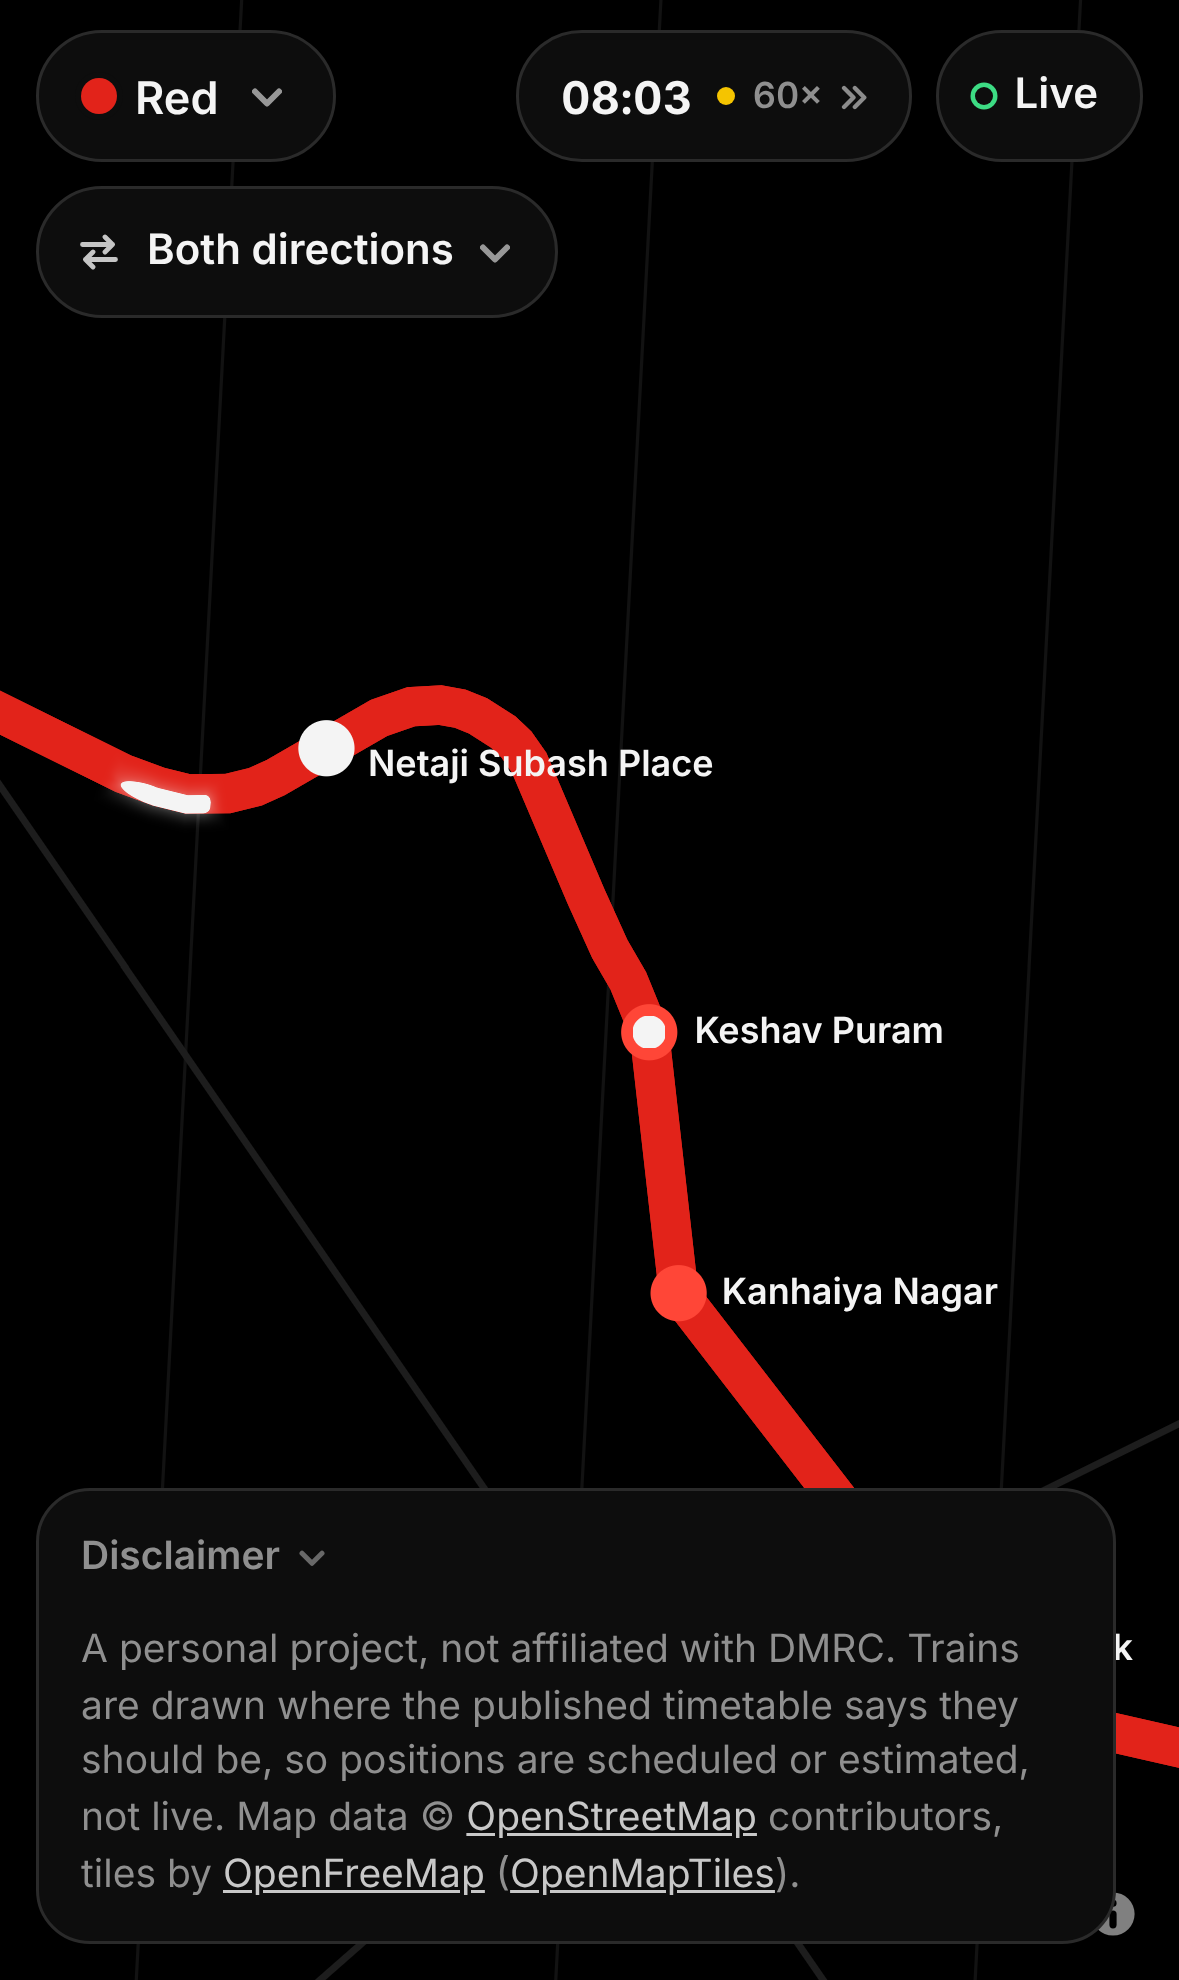 Red
08:03 60× »
Live
Both directions
Netaji Subash Place
Keshav Puram
Kanhaiya Nagar
Disclaimer
A personal project, not affiliated with DMRC. Trains
are drawn where the published timetable says they
should be, so positions are scheduled or estimated,
not live. Map data © OpenStreetMap contributors,
tiles by OpenFreeMap (OpenMapTiles).
k